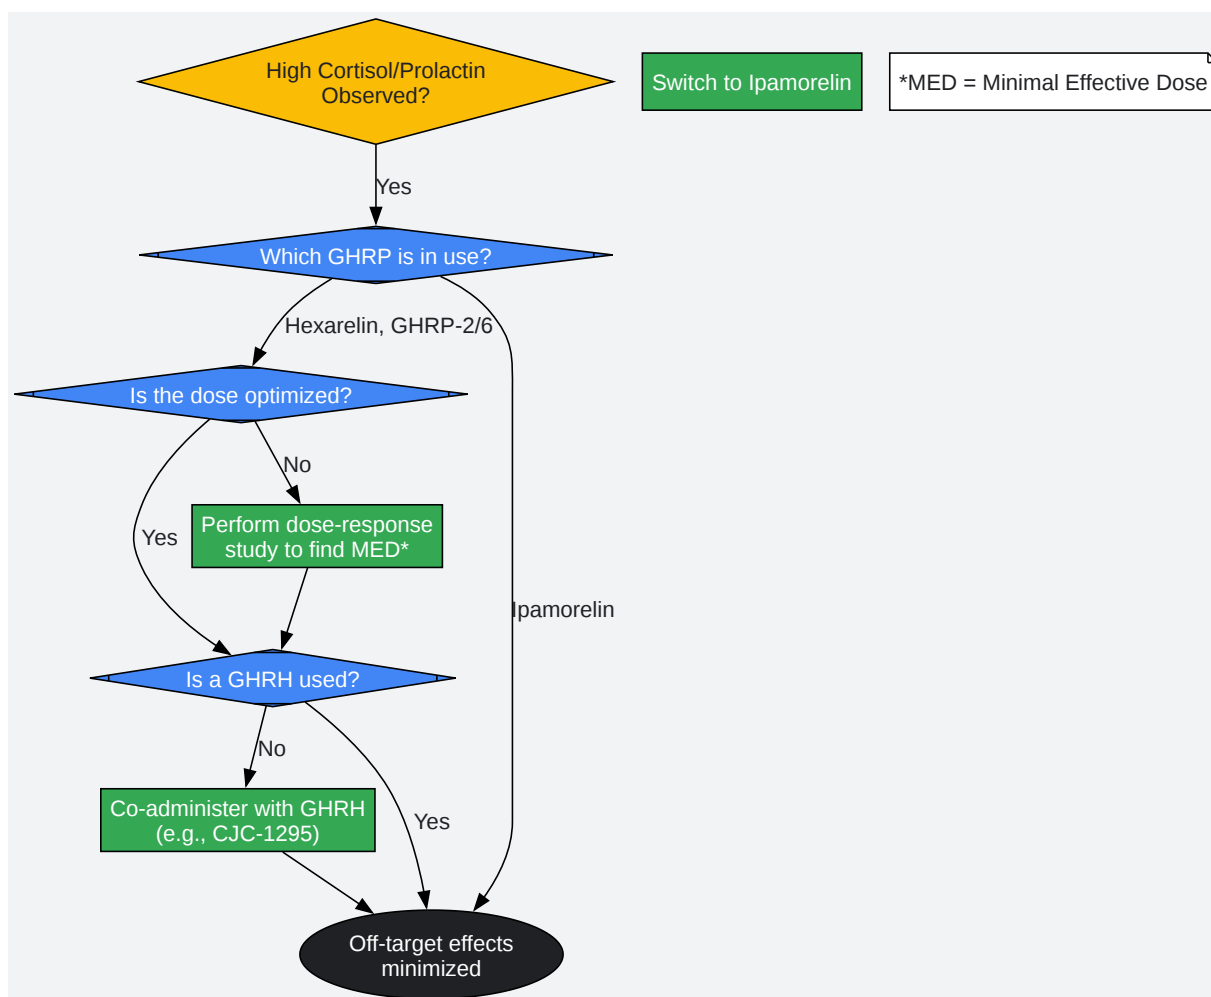 High Cortisol/Prolactin
Observed?
Switch to Ipamorelin
*MED = Minimal Effective Dose
Yes
Which GHRP is in use?
Hexarelin, GHRP-2/6
Is the dose optimized?
No
Perform dose-response
study to find MED*
Yes
Ipamorelin
Is a GHRH used?
No
Co-administer with GHRH
(e.g., CJC-1295)
Yes
Off-target effects
minimized